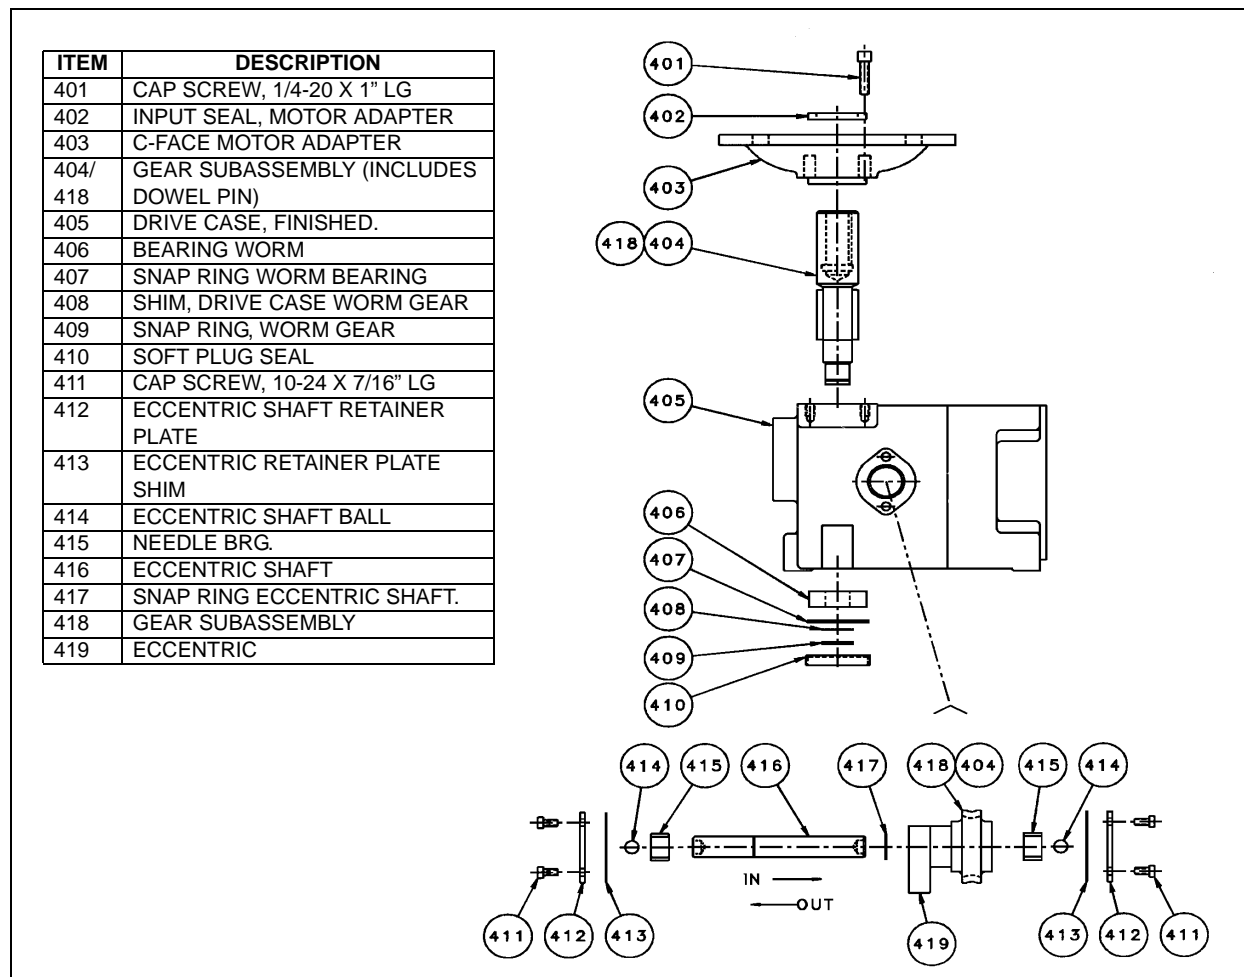 ITEM DESCRIPTION
401 CAP SCREW, 1/4-20 X 1” LG
402 INPUT SEAL, MOTOR ADAPTER
403 C-FACE MOTOR ADAPTER
404/ GEAR SUBASSEMBLY (INCLUDES
418 DOWEL PIN)
405 DRIVE CASE, FINISHED.
406 BEARING WORM
407 SNAP RING WORM BEARING
408 SHIM, DRIVE CASE WORM GEAR
409 SNAP RING, WORM GEAR
410 SOFT PLUG SEAL
411 CAP SCREW, 10-24 X 7/16” LG
412 ECCENTRIC SHAFT RETAINER
PLATE
413 ECCENTRIC RETAINER PLATE
SHIM
414 ECCENTRIC SHAFT BALL
415 NEEDLE BRG.
416 ECCENTRIC SHAFT
417 SNAP RING ECCENTRIC SHAFT.
418 GEAR SUBASSEMBLY
419 ECCENTRIC
401
402
403
418 404
405
406
407
408
409
410
414 415 416 417 418 404 415 414
IN
OUT
411 412 413 419 413 412 411